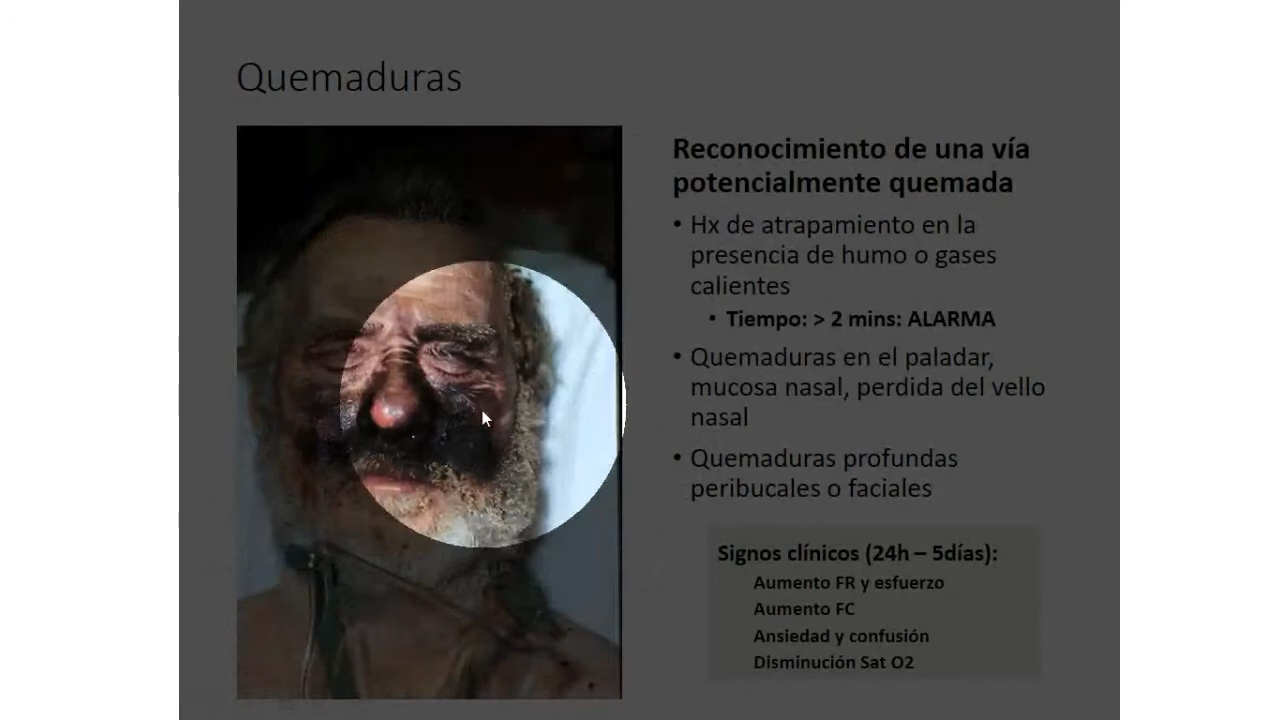 Quemaduras
Reconocimiento de una vía
potencialmente quemada
• Hx de atrapamiento en la
presencia de humo o gases
calientes
• Tiempo: > 2 mins: ALARMA
• Quemaduras en el paladar,
mucosa nasal, perdida del vello
nasal
• Quemaduras profundas
peribucales o faciales
Signos clínicos (24h – 5días):
Aumento FR y esfuerzo
Aumento FC
Ansiedad y confusión
Disminución Sat O2